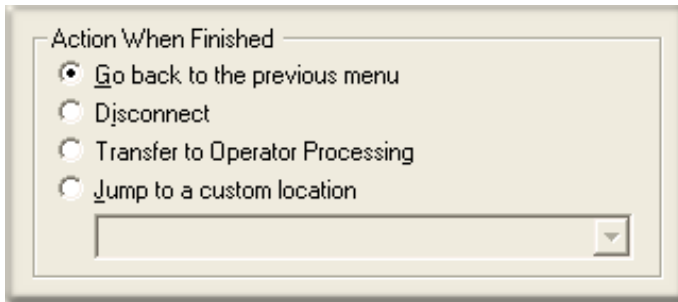 Action When Finished
Go back to the previous menu
Disconnect
Transfer to Operator Processing
Jump to a custom location